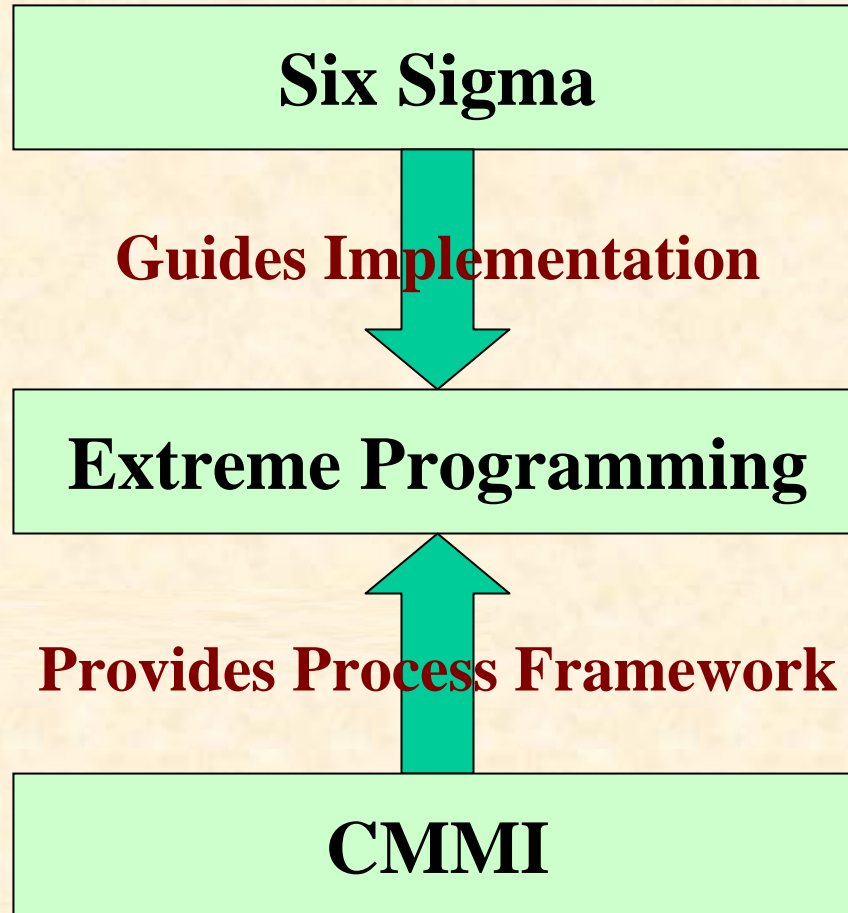 Six Sigma
Guides Implementation
Extreme Programming
Provides Process Framework
CMMI